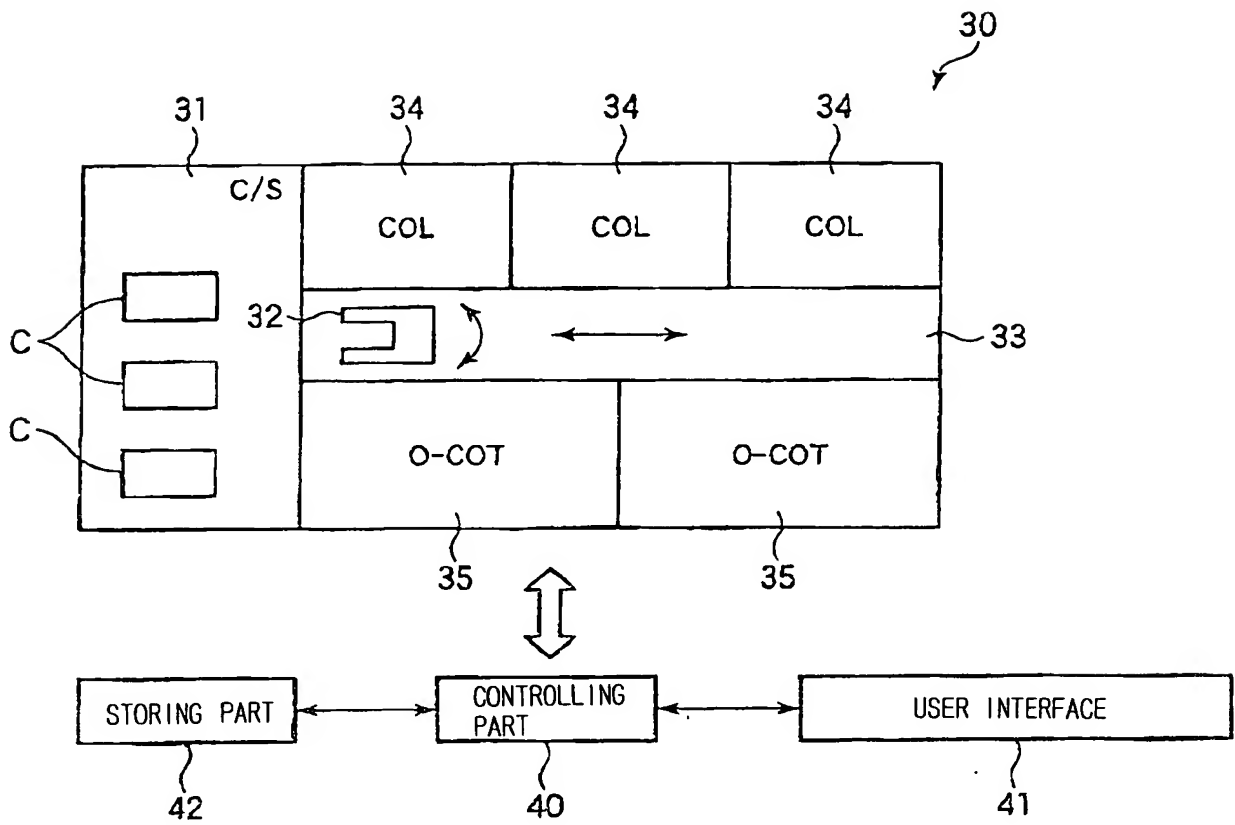 30
31
34
34
34
C/S
COL
COL
COL
32
33
C
C
O-COT
O-COT
35
35
STORING PART
CONTROLLING
PART
USER INTERFACE
42
40
41